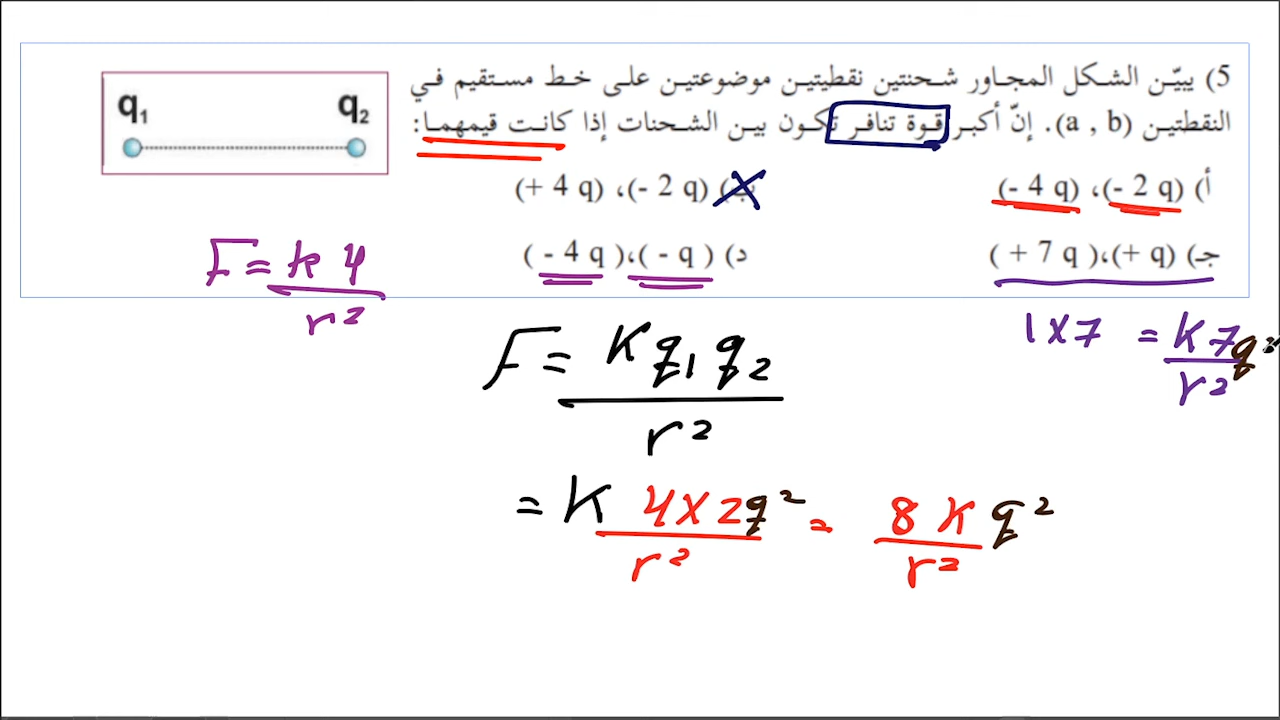 5) يبيّن الشكل المجاور شحنتين نقطيتين موضوعتين على خط مستقيم في
النقطتين (a , b). إنّ أكبر قوة تنافر تكون بين الشحنات إذا كانت قيمهما:
q1 q2
أ) (- 2 q)، (- 4 q)
ب) (- 2 q)، (+ 4 q)
جـ) (+ q)، (+ 7 q)
د) (- q)، (- 4 q)
F = k 4 / r²
1 x 7 = k 7 q² / r²
F = K q1 q2 / r²
= K 4 x 2 q² / r² = 8 K / r² q²